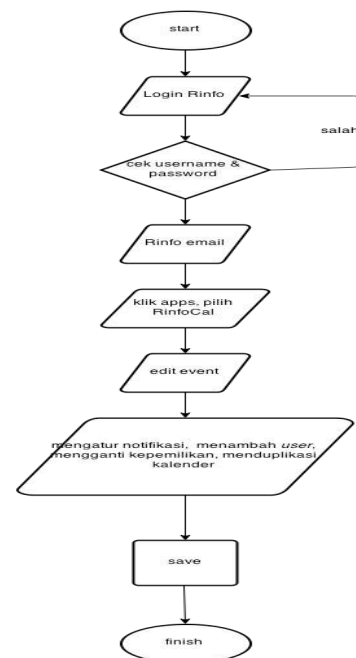 start
Login Rinfo
salah
cek username &
password
Rinfo email
klik apps, pilih
RinfoCal
edit event
mengatur notifikasi, menambah user,
mengganti kepemilikan, menduplikasi
kalender
save
finish